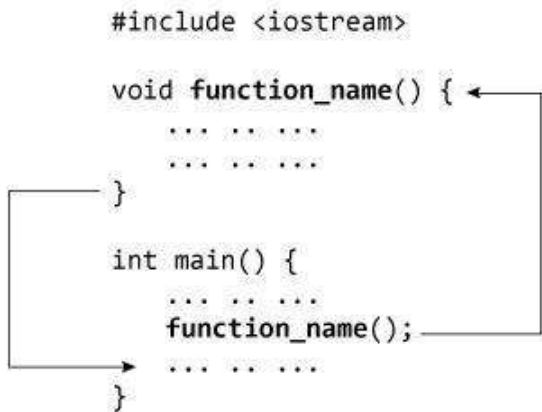 #include <iostream>
void function_name() {
... .. ...
... .. ...
}
int main() {
... .. ...
function_name();
... .. ...
}